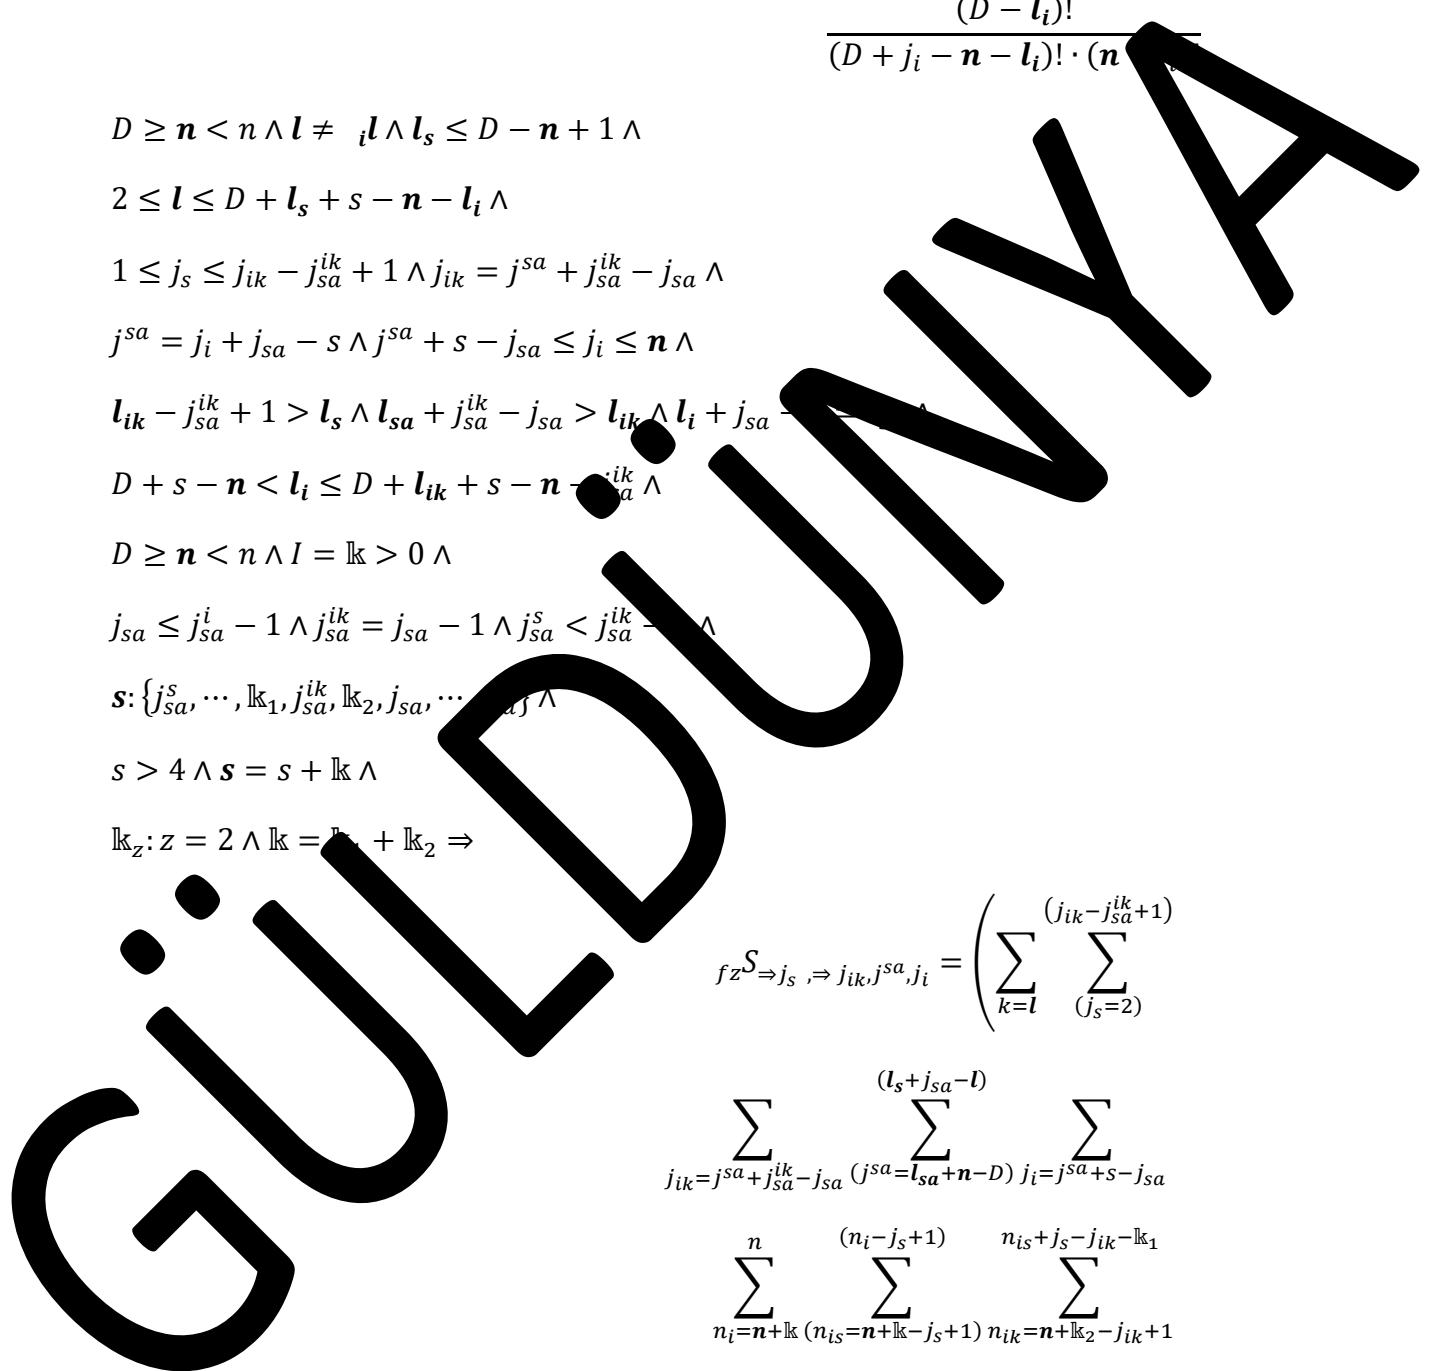 (D − l_i)!
(D + j_i − n − l_i)! · (n
D ≥ n < n ∧ l ≠ _il ∧ l_s ≤ D − n + 1 ∧
2 ≤ l ≤ D + l_s + s − n − l_i ∧
1 ≤ j_s ≤ j_ik − j_sa^ik + 1 ∧ j_ik = j^sa + j_sa^ik − j_sa ∧
j^sa = j_i + j_sa − s ∧ j^sa + s − j_sa ≤ j_i ≤ n ∧
l_ik − j_sa^ik + 1 > l_s ∧ l_sa + j_sa^ik − j_sa > l_ik ∧ l_i + j_sa ∧
D + s − n < l_i ≤ D + l_ik + s − n − j_sa^ik ∧
D ≥ n < n ∧ I = 𝕜 > 0 ∧
j_sa ≤ j_sa^i − 1 ∧ j_sa^ik = j_sa − 1 ∧ j_sa^s < j_sa^ik − ∧
s: {j_sa^s, ⋯ , 𝕜_1, j_sa^ik, 𝕜_2, j_sa, ⋯ } ∧
s > 4 ∧ s = s + 𝕜 ∧
𝕜_z: z = 2 ∧ 𝕜 = 𝕜_1 + 𝕜_2 ⇒
(j_ik−j_sa^ik+1)
_fzS_⇒j_s ,⇒ j_ik,j^sa,j_i = ( ∑ ∑
k=l (j_s=2)
(l_s+j_sa−l)
∑ ∑ ∑
j_ik=j^sa+j_sa^ik−j_sa (j^sa=l_sa+n−D) j_i=j^sa+s−j_sa
n (n_i−j_s+1) n_is+j_s−j_ik−𝕜_1
∑ ∑ ∑
n_i=n+𝕜 (n_is=n+𝕜−j_s+1) n_ik=n+𝕜_2−j_ik+1
GÜLDÜNYA